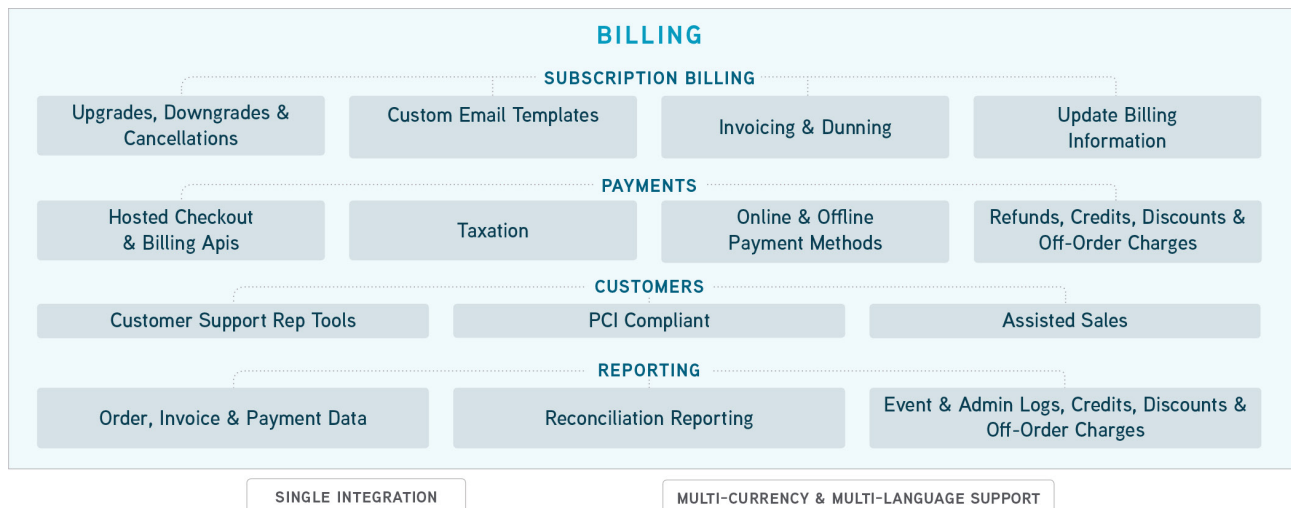 BILLING
SUBSCRIPTION BILLING
Upgrades, Downgrades &
Cancellations
Custom Email Templates
Invoicing & Dunning
Update Billing
Information
PAYMENTS
Hosted Checkout
& Billing Apis
Taxation
Online & Offline
Payment Methods
Refunds, Credits, Discounts &
Off-Order Charges
CUSTOMERS
Customer Support Rep Tools
PCI Compliant
Assisted Sales
REPORTING
Order, Invoice & Payment Data
Reconciliation Reporting
Event & Admin Logs, Credits, Discounts &
Off-Order Charges
SINGLE INTEGRATION
MULTI-CURRENCY & MULTI-LANGUAGE SUPPORT